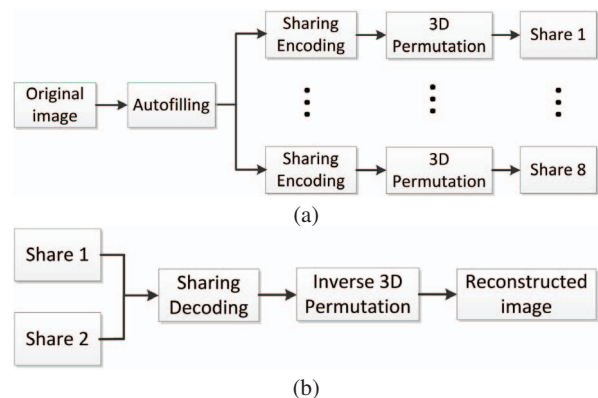 Original
image
Autofilling
Sharing
Encoding
3D
Permutation
Share 1
Sharing
Encoding
3D
Permutation
Share 8
(a)
Share 1
Share 2
Sharing
Decoding
Inverse 3D
Permutation
Reconstructed
image
(b)